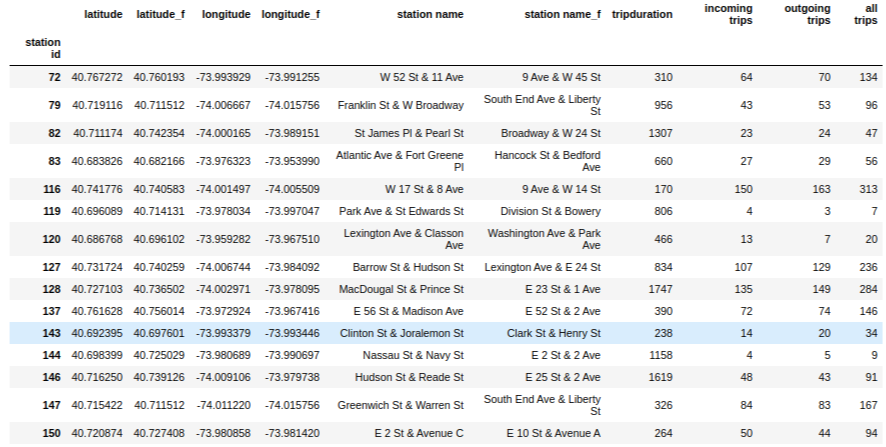 latitude latitude_f longitude longitude_f station name station name_f tripduration incoming trips outgoing trips all trips
station id
72 40.767272 40.760193 -73.993929 -73.991255 W 52 St & 11 Ave 9 Ave & W 45 St 310 64 70 134
79 40.719116 40.711512 -74.006667 -74.015756 Franklin St & W Broadway South End Ave & Liberty St 956 43 53 96
82 40.711174 40.742354 -74.000165 -73.989151 St James Pl & Pearl St Broadway & W 24 St 1307 23 24 47
83 40.683826 40.682166 -73.976323 -73.953990 Atlantic Ave & Fort Greene Pl Hancock St & Bedford Ave 660 27 29 56
116 40.741776 40.740583 -74.001497 -74.005509 W 17 St & 8 Ave 9 Ave & W 14 St 170 150 163 313
119 40.696089 40.714131 -73.978034 -73.997047 Park Ave & St Edwards St Division St & Bowery 806 4 3 7
120 40.686768 40.696102 -73.959282 -73.967510 Lexington Ave & Classon Ave Washington Ave & Park Ave 466 13 7 20
127 40.731724 40.740259 -74.006744 -73.984092 Barrow St & Hudson St Lexington Ave & E 24 St 834 107 129 236
128 40.727103 40.736502 -74.002971 -73.978095 MacDougal St & Prince St E 23 St & 1 Ave 1747 135 149 284
137 40.761628 40.756014 -73.972924 -73.967416 E 56 St & Madison Ave E 52 St & 2 Ave 390 72 74 146
143 40.692395 40.697601 -73.993379 -73.993446 Clinton St & Joralemon St Clark St & Henry St 238 14 20 34
144 40.698399 40.725029 -73.980689 -73.990697 Nassau St & Navy St E 2 St & 2 Ave 1158 4 5 9
146 40.716250 40.739126 -74.009106 -73.979738 Hudson St & Reade St E 25 St & 2 Ave 1619 48 43 91
147 40.715422 40.711512 -74.011220 -74.015756 Greenwich St & Warren St South End Ave & Liberty St 326 84 83 167
150 40.720874 40.727408 -73.980858 -73.981420 E 2 St & Avenue C E 10 St & Avenue A 264 50 44 94